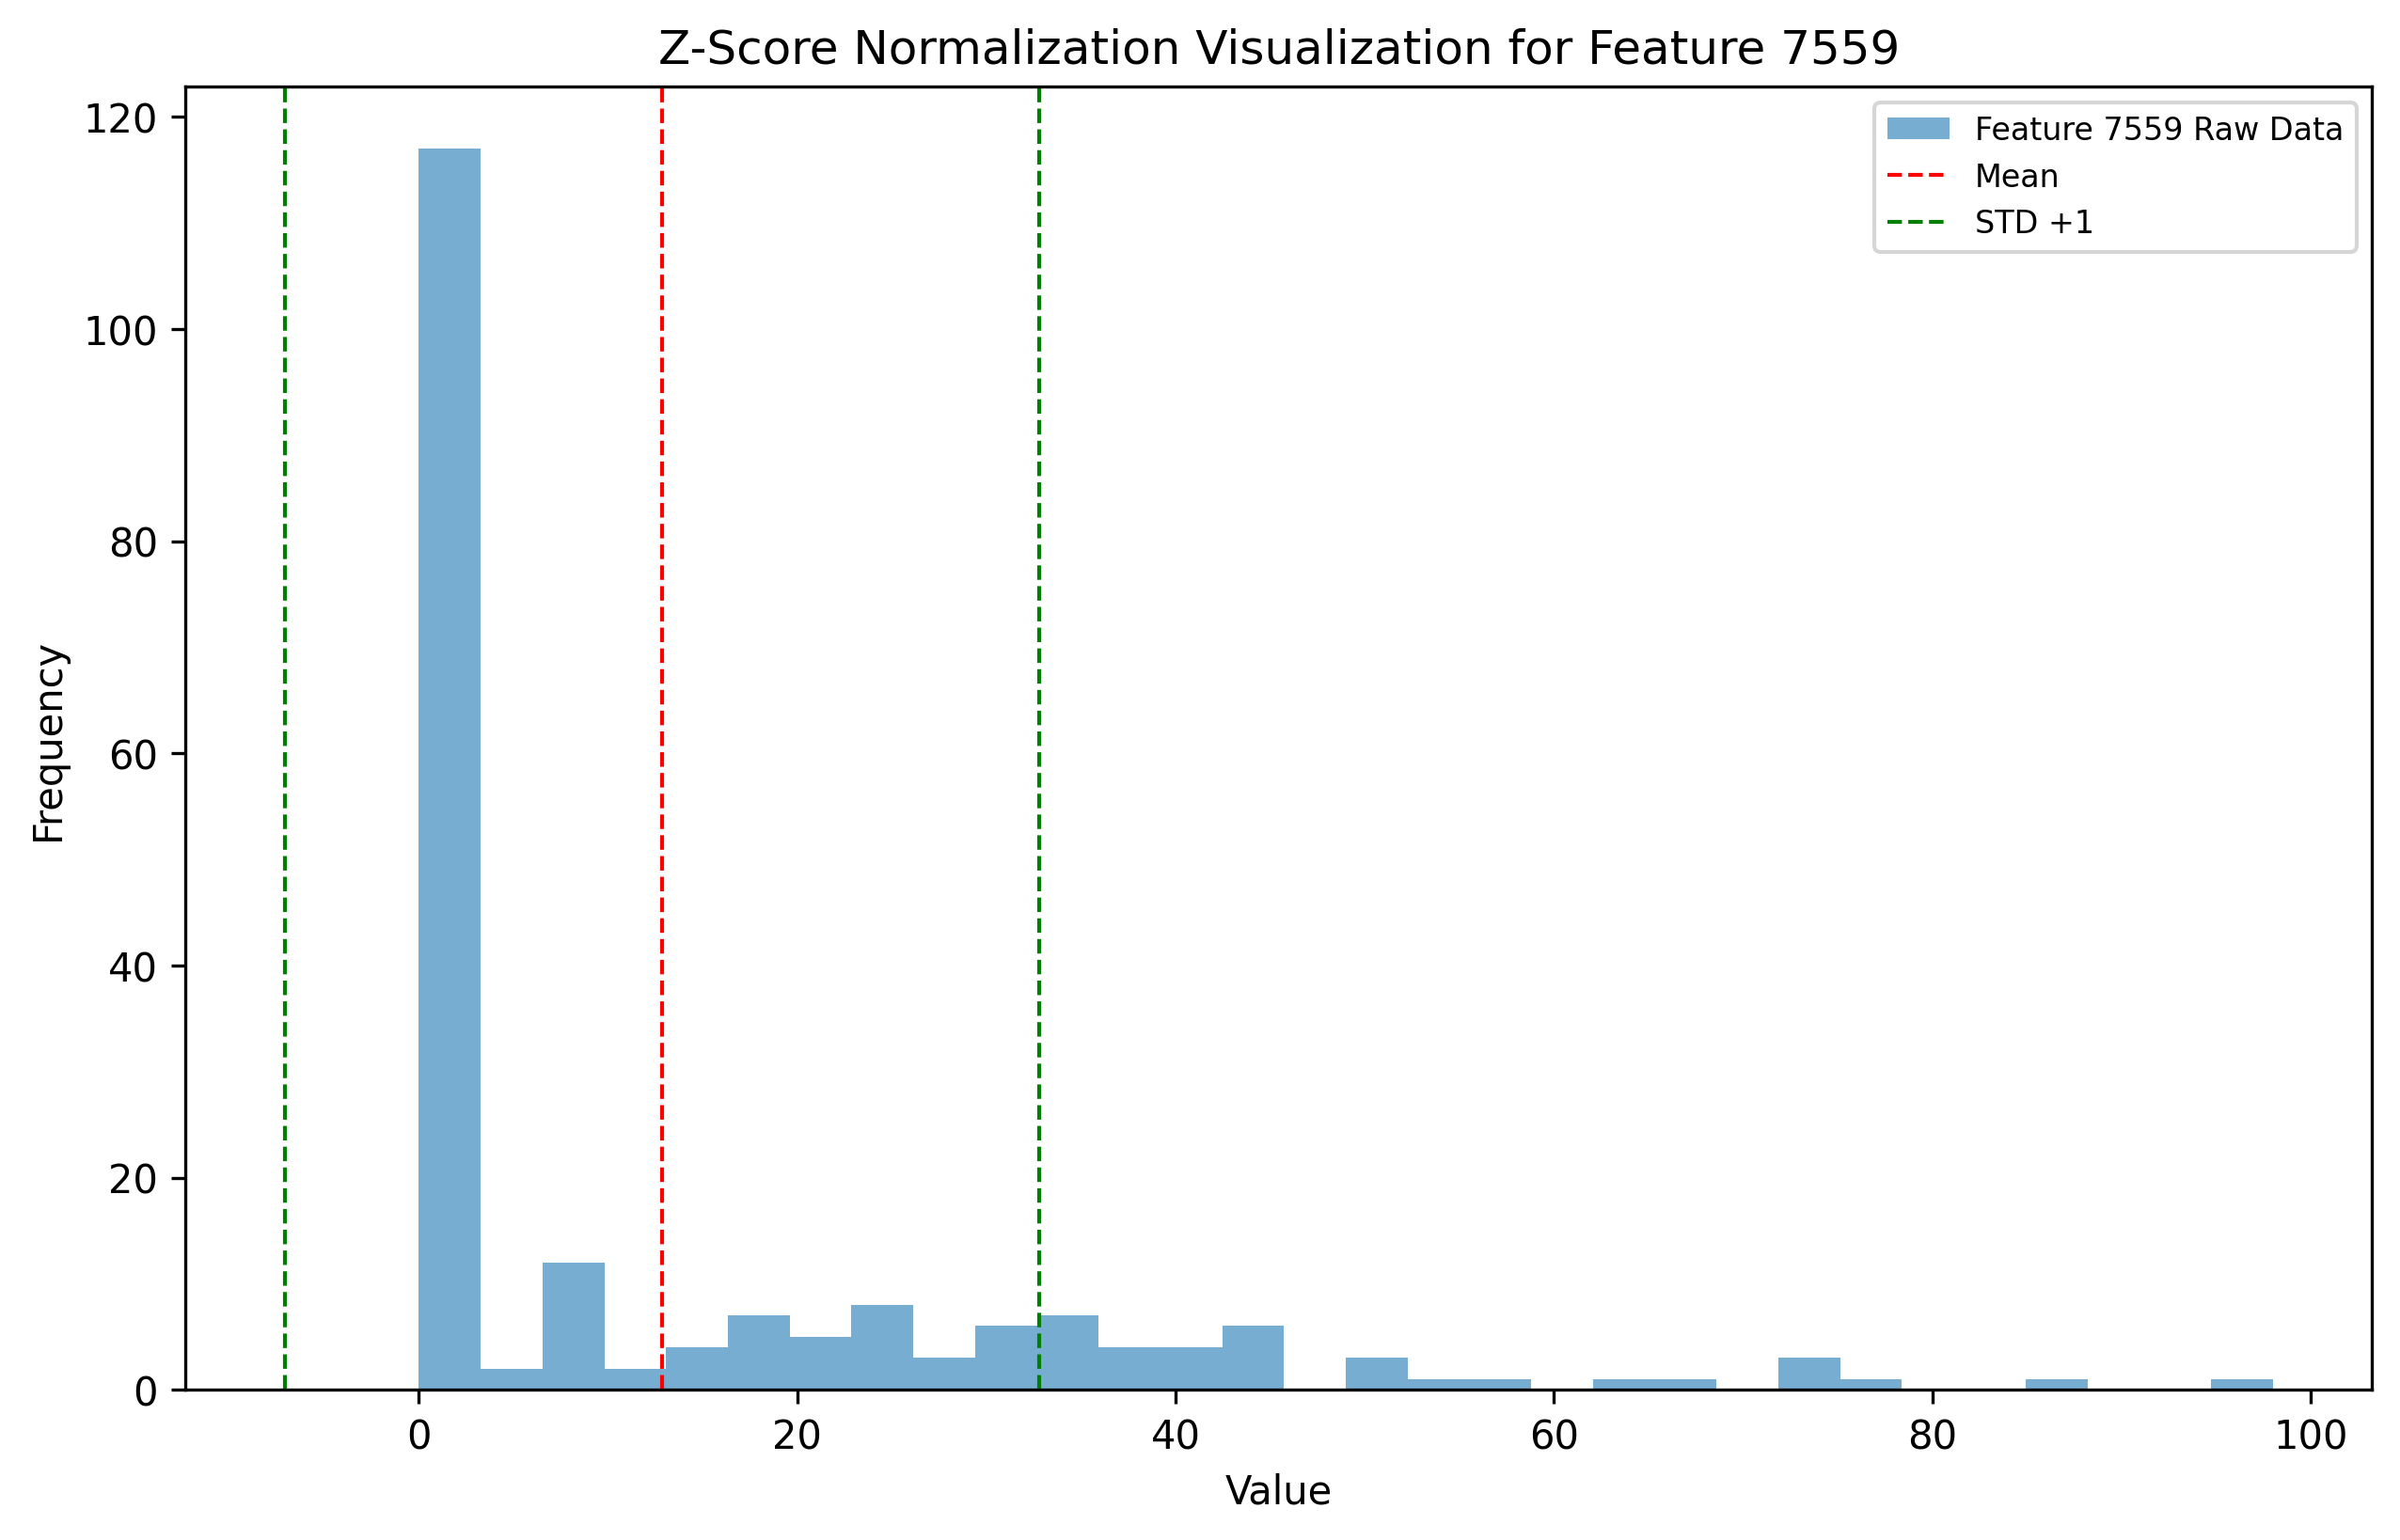 Z-Score Normalization Visualization for Feature 7559
Feature 7559 Raw Data
Mean
STD +1
120
100
80
60
40
20
0
Frequency
0 20 40 60 80 100
Value